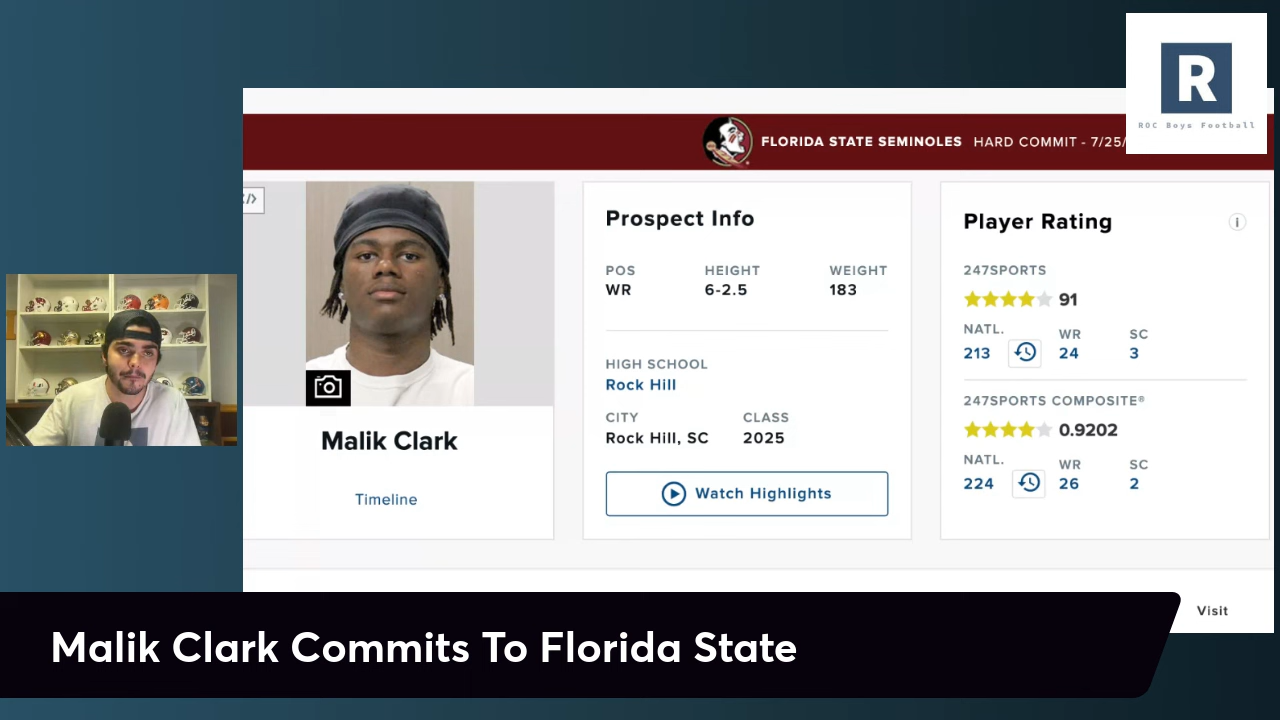 R
ROC Boys Football
FLORIDA STATE SEMINOLES HARD COMMIT - 7/25/
/>
Malik Clark
Timeline
Prospect Info
POS HEIGHT WEIGHT
WR 6-2.5 183
HIGH SCHOOL
Rock Hill
CITY CLASS
Rock Hill, SC 2025
Watch Highlights
Player Rating
i
247SPORTS
91
NATL. WR SC
213 24 3
247SPORTS COMPOSITE®
0.9202
NATL. WR SC
224 26 2
Visit
Malik Clark Commits To Florida State